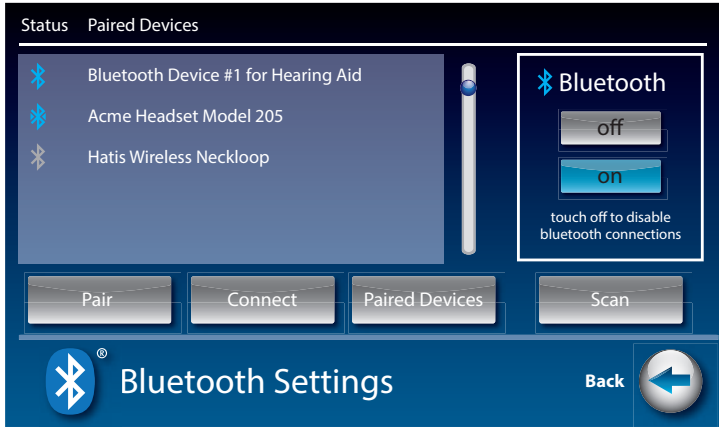 Status Paired Devices
Bluetooth Device #1 for Hearing Aid
Acme Headset Model 205
Hatis Wireless Neckloop
Bluetooth
off
on
touch off to disable
bluetooth connections
Pair Connect Paired Devices Scan
® Bluetooth Settings
Back